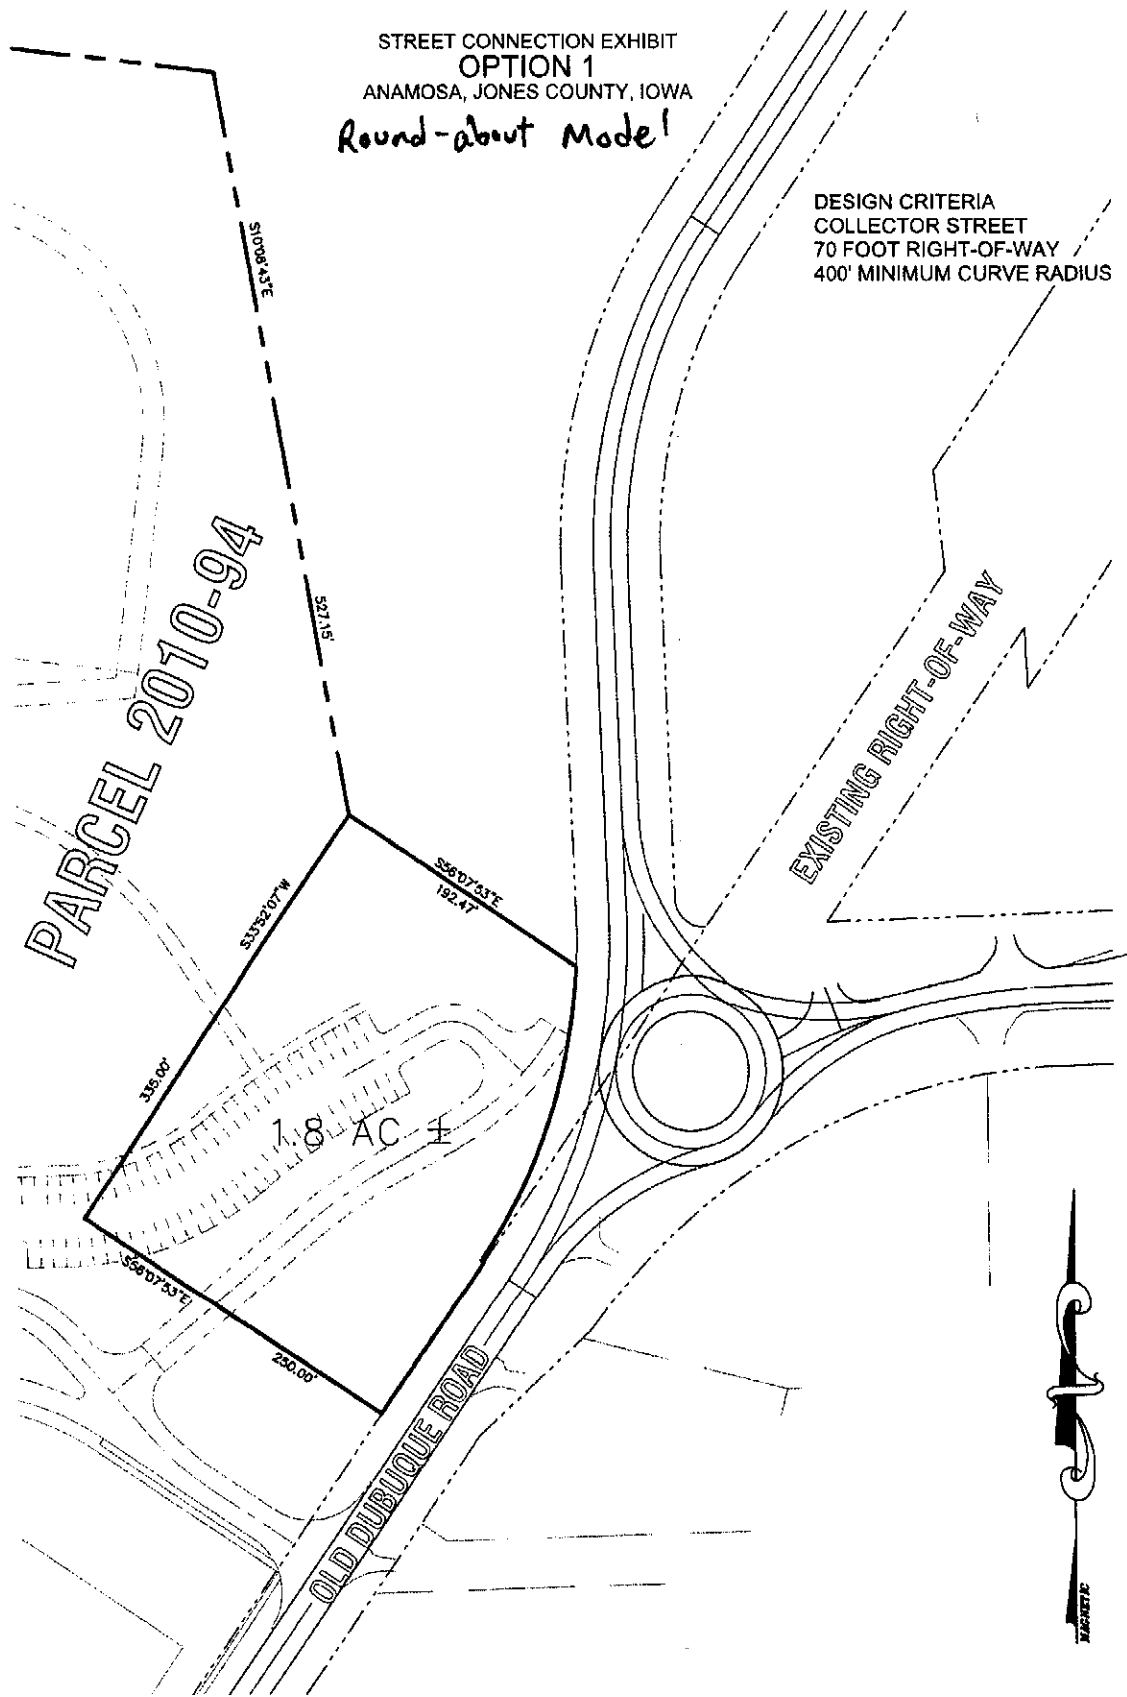 STREET CONNECTION EXHIBIT
OPTION 1
ANAMOSA, JONES COUNTY, IOWA
Round-about Model
DESIGN CRITERIA
COLLECTOR STREET
70 FOOT RIGHT-OF-WAY
400' MINIMUM CURVE RADIUS
S10°08'43"E
527.15'
PARCEL 2010-94
EXISTING RIGHT-OF-WAY
S56°07'53"E
192.47'
S33°52'07"W
335.00'
1.8 AC ±
S56°07'53"E
250.00'
OLD DUBUQUE ROAD
MAGNETIC